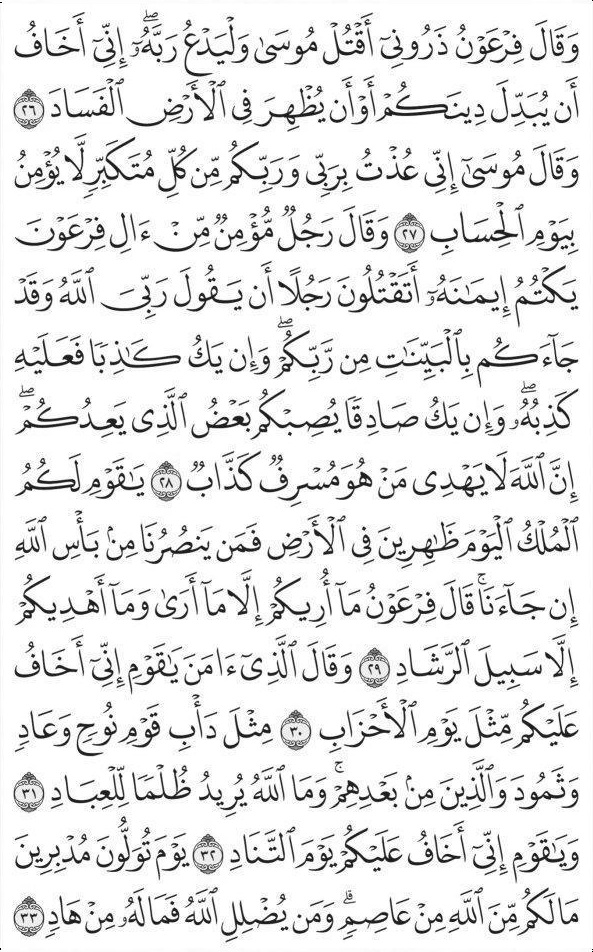 وَقَالَ فِرْعَوْنُ ذَرُونِىٓ أَقْتُلْ مُوسَىٰ وَلْيَدْعُ رَبَّهُۥٓ ۖ إِنِّىٓ أَخَافُ
أَن يُبَدِّلَ دِينَكُمْ أَوْ أَن يُظْهِرَ فِى ٱلْأَرْضِ ٱلْفَسَادَ ٢٦
وَقَالَ مُوسَىٰٓ إِنِّى عُذْتُ بِرَبِّى وَرَبِّكُم مِّن كُلِّ مُتَكَبِّرٍ لَّا يُؤْمِنُ
بِيَوْمِ ٱلْحِسَابِ ٢٧ وَقَالَ رَجُلٌ مُّؤْمِنٌ مِّنْ ءَالِ فِرْعَوْنَ
يَكْتُمُ إِيمَـٰنَهُۥٓ أَتَقْتُلُونَ رَجُلًا أَن يَقُولَ رَبِّىَ ٱللَّهُ وَقَدْ
جَآءَكُم بِٱلْبَيِّنَـٰتِ مِن رَّبِّكُمْ ۖ وَإِن يَكُ كَـٰذِبًا فَعَلَيْهِ
كَذِبُهُۥ ۖ وَإِن يَكُ صَادِقًا يُصِبْكُم بَعْضُ ٱلَّذِى يَعِدُكُمْ ۖ
إِنَّ ٱللَّهَ لَا يَهْدِى مَنْ هُوَ مُسْرِفٌ كَذَّابٌ ٢٨ يَـٰقَوْمِ لَكُمُ
ٱلْمُلْكُ ٱلْيَوْمَ ظَـٰهِرِينَ فِى ٱلْأَرْضِ فَمَن يَنصُرُنَا مِنۢ بَأْسِ ٱللَّهِ
إِن جَآءَنَا ۚ قَالَ فِرْعَوْنُ مَآ أُرِيكُمْ إِلَّا مَآ أَرَىٰ وَمَآ أَهْدِيكُمْ
إِلَّا سَبِيلَ ٱلرَّشَادِ ٢٩ وَقَالَ ٱلَّذِىٓ ءَامَنَ يَـٰقَوْمِ إِنِّىٓ أَخَافُ
عَلَيْكُم مِّثْلَ يَوْمِ ٱلْأَحْزَابِ ٣٠ مِثْلَ دَأْبِ قَوْمِ نُوحٍ وَعَادٍ
وَثَمُودَ وَٱلَّذِينَ مِنۢ بَعْدِهِمْ ۚ وَمَا ٱللَّهُ يُرِيدُ ظُلْمًا لِّلْعِبَادِ ٣١
وَيَـٰقَوْمِ إِنِّىٓ أَخَافُ عَلَيْكُمْ يَوْمَ ٱلتَّنَادِ ٣٢ يَوْمَ تُوَلُّونَ مُدْبِرِينَ
مَا لَكُم مِّنَ ٱللَّهِ مِنْ عَاصِمٍ ۗ وَمَن يُضْلِلِ ٱللَّهُ فَمَا لَهُۥ مِنْ هَادٍ ٣٣